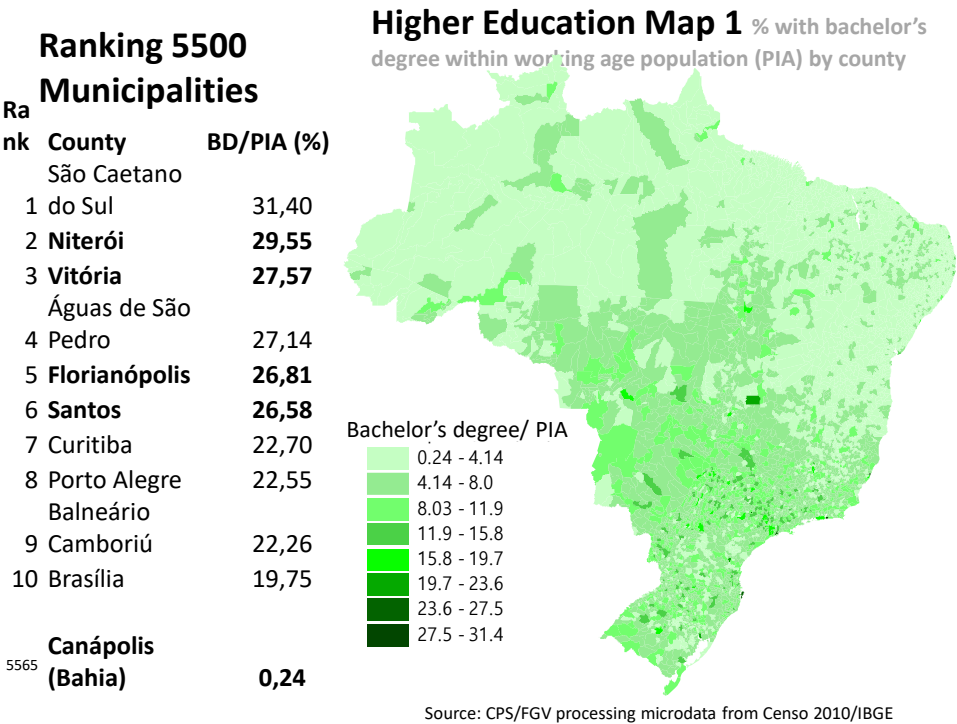 Ranking 5500
Municipalities
Ra
nk County BD/PIA (%)
São Caetano
1 do Sul 31,40
2 Niterói 29,55
3 Vitória 27,57
Águas de São
4 Pedro 27,14
5 Florianópolis 26,81
6 Santos 26,58
7 Curitiba 22,70
8 Porto Alegre 22,55
Balneário
9 Camboriú 22,26
10 Brasília 19,75
Canápolis
5565 (Bahia) 0,24
Higher Education Map 1 % with bachelor's
degree within working age population (PIA) by county
Bachelor's degree/ PIA
0.24 - 4.14
4.14 - 8.0
8.03 - 11.9
11.9 - 15.8
15.8 - 19.7
19.7 - 23.6
23.6 - 27.5
27.5 - 31.4
Source: CPS/FGV processing microdata from Censo 2010/IBGE